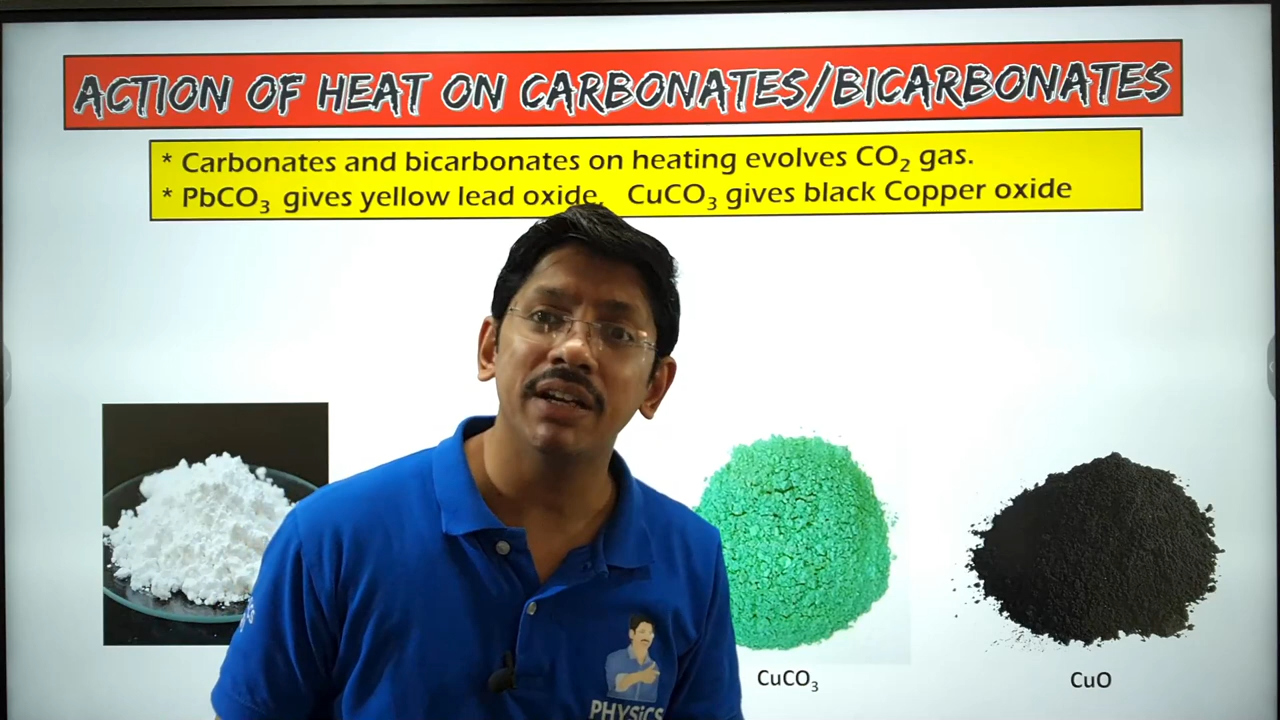 ACTION OF HEAT ON CARBONATES/BICARBONATES
* Carbonates and bicarbonates on heating evolves CO₂ gas.
* PbCO₃ gives yellow lead oxide. CuCO₃ gives black Copper oxide
CuCO₃
CuO
PHYSiCS